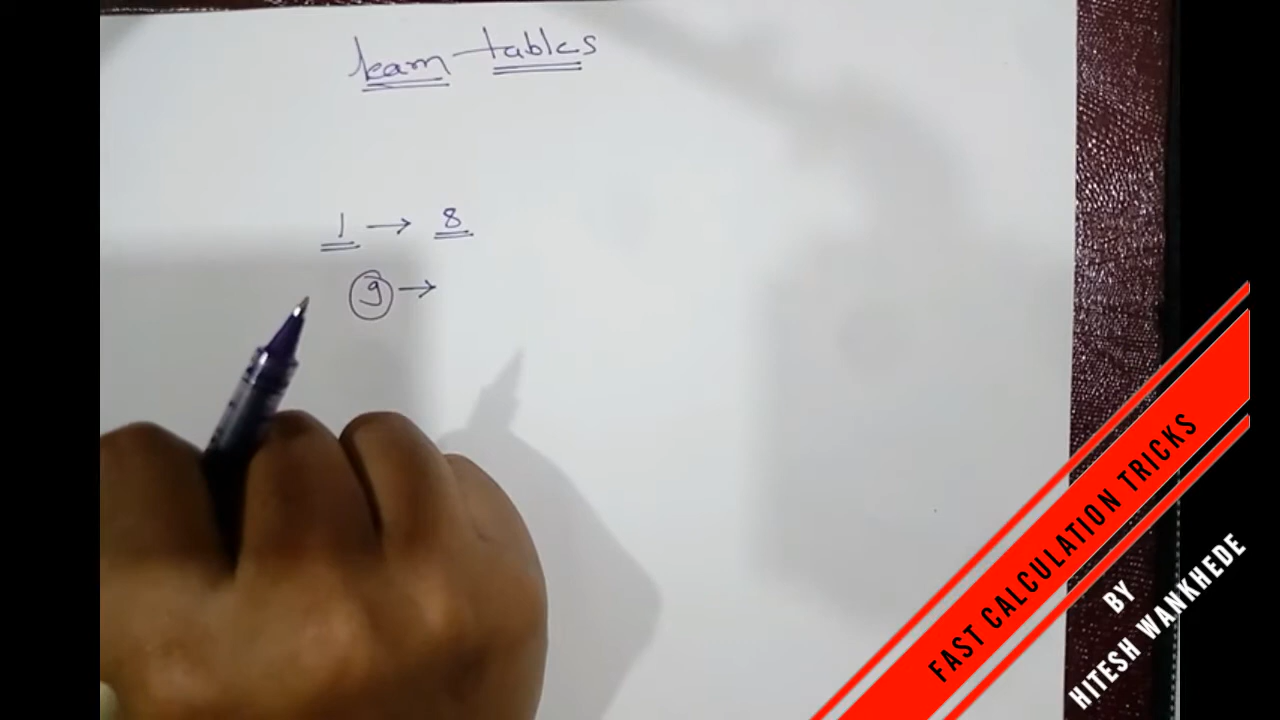 learn tables
1 → 8
9 →
FAST CALCULATION TRICKS
BY
HITESH WANKHEDE